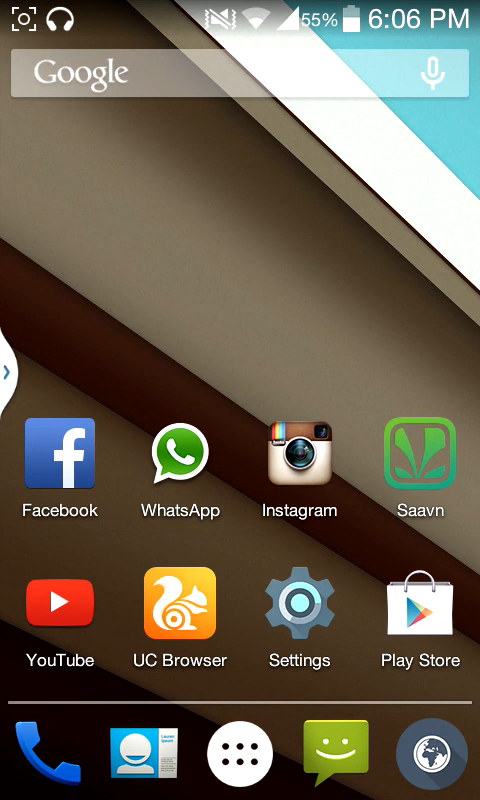 55% 6:06 PM
Google
Facebook WhatsApp Instagram Saavn
YouTube UC Browser Settings Play Store